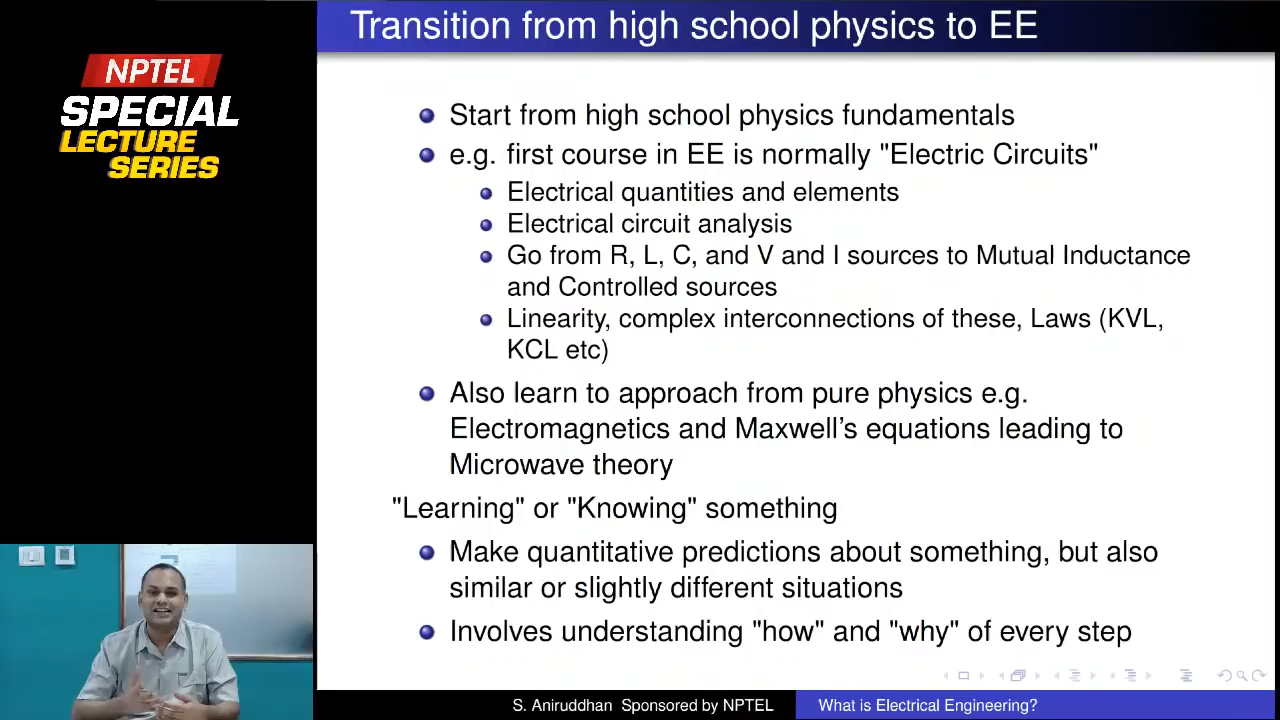 Transition from high school physics to EE
NPTEL
SPECIAL
LECTURE
SERIES
Start from high school physics fundamentals
e.g. first course in EE is normally "Electric Circuits"
Electrical quantities and elements
Electrical circuit analysis
Go from R, L, C, and V and I sources to Mutual Inductance
and Controlled sources
Linearity, complex interconnections of these, Laws (KVL,
KCL etc)
Also learn to approach from pure physics e.g.
Electromagnetics and Maxwell's equations leading to
Microwave theory
"Learning" or "Knowing" something
Make quantitative predictions about something, but also
similar or slightly different situations
Involves understanding "how" and "why" of every step
S. Aniruddhan Sponsored by NPTEL
What is Electrical Engineering?